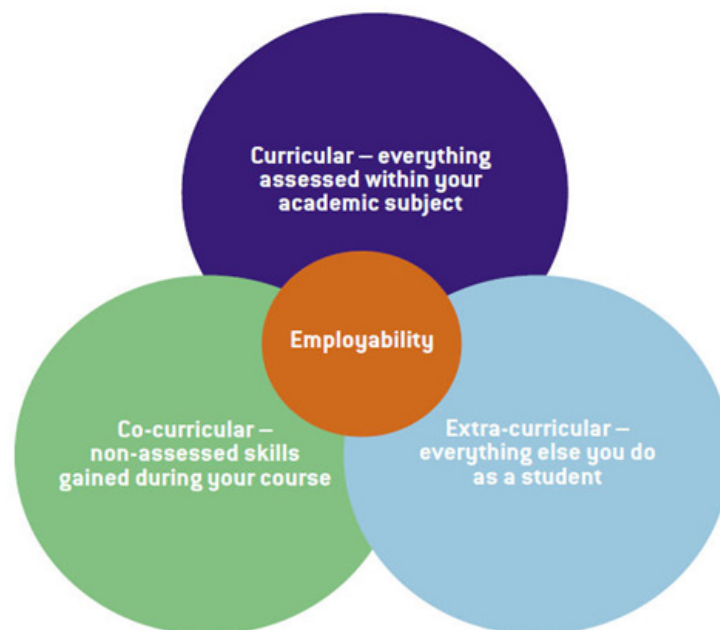 Curricular – everything
assessed within your
academic subject
Employability
Co-curricular –
non-assessed skills
gained during your course
Extra-curricular –
everything else you do
as a student